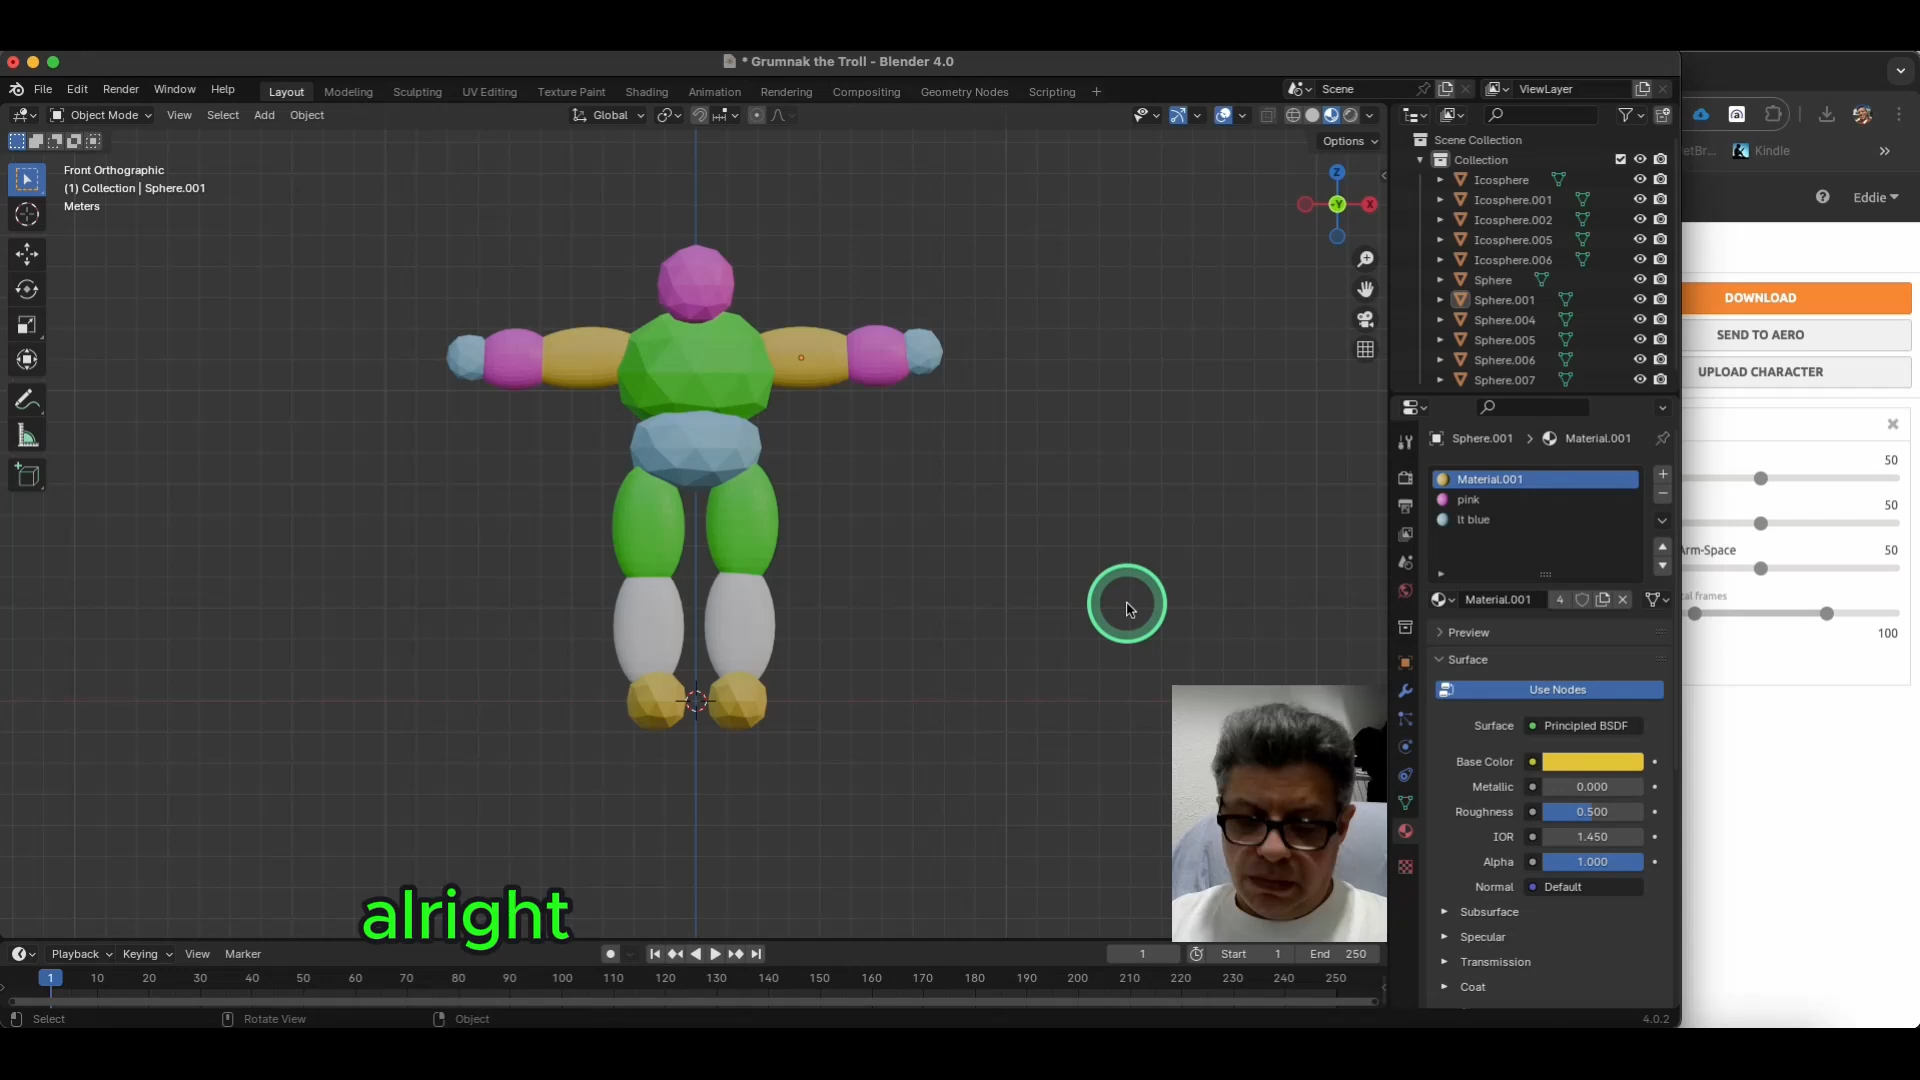 * Grumnak the Troll - Blender 4.0
File Edit Render Window Help
Layout Modeling Sculpting UV Editing Texture Paint Shading Animation Rendering Compositing Geometry Nodes Scripting +
Scene
ViewLayer
Object Mode View Select Add Object
Global
Options
Front Orthographic
(1) Collection | Sphere.001
Meters
Z
-Y
X
Scene Collection
Collection
Icosphere
Icosphere.001
Icosphere.002
Icosphere.005
Icosphere.006
Sphere
Sphere.001
Sphere.004
Sphere.005
Sphere.006
Sphere.007
Sphere.001 > Material.001
Material.001
pink
lt blue
Material.001 4
Preview
Surface
Use Nodes
Surface Principled BSDF
Base Color
Metallic 0.000
Roughness 0.500
IOR 1.450
Alpha 1.000
Normal Default
Subsurface
Specular
Transmission
Coat
Kindle
Eddie
DOWNLOAD
SEND TO AERO
UPLOAD CHARACTER
50
50
Arm-Space 50
frames
100
alright
Playback Keying View Marker
1 Start 1 End 250
1 10 20 30 40 50 60 70 80 90 100 110 120 130 140 150 160 170 180 190 200 210 220 230 240 250
Select Rotate View Object
4.0.2